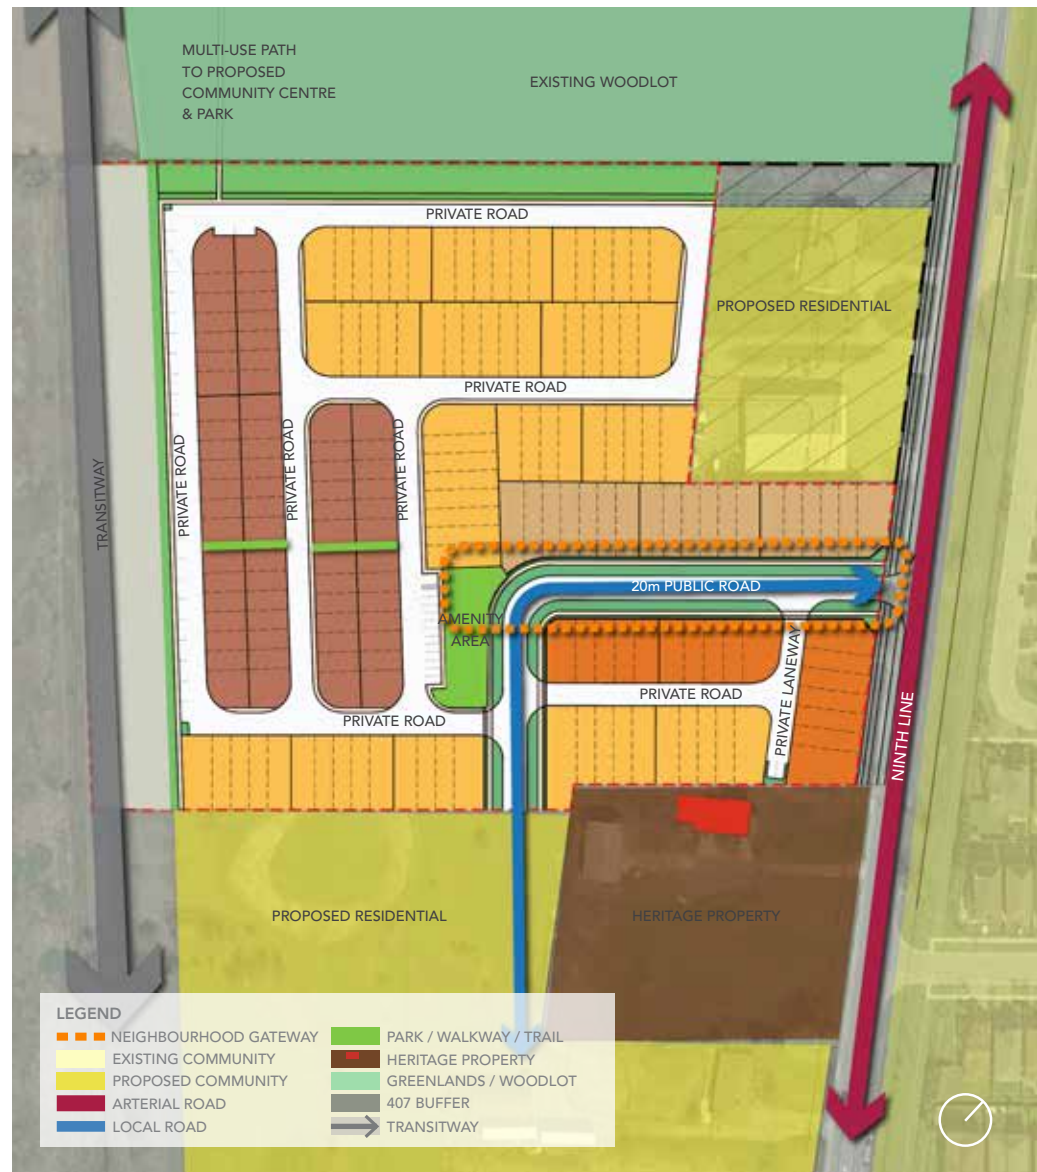 MULTI-USE PATH
TO PROPOSED
COMMUNITY CENTRE
& PARK
EXISTING WOODLOT
PRIVATE ROAD
PROPOSED RESIDENTIAL
PRIVATE ROAD
PRIVATE ROAD
PRIVATE ROAD
PRIVATE ROAD
TRANSITWAY
20m PUBLIC ROAD
AMENITY
AREA
PRIVATE LANEWAY
PRIVATE ROAD
PRIVATE ROAD
NINTH LINE
PROPOSED RESIDENTIAL
HERITAGE PROPERTY
LEGEND
NEIGHBOURHOOD GATEWAY
EXISTING COMMUNITY
PROPOSED COMMUNITY
ARTERIAL ROAD
LOCAL ROAD
PARK / WALKWAY / TRAIL
HERITAGE PROPERTY
GREENLANDS / WOODLOT
407 BUFFER
TRANSITWAY